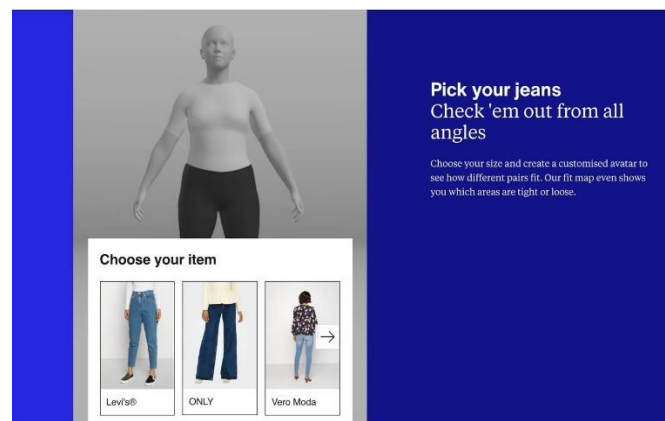 Pick your jeans
Check 'em out from all
angles
Choose your size and create a customised avatar to
see how different pairs fit. Our fit map even shows
you which areas are tight or loose.
Choose your item
Levi's®
ONLY
Vero Moda